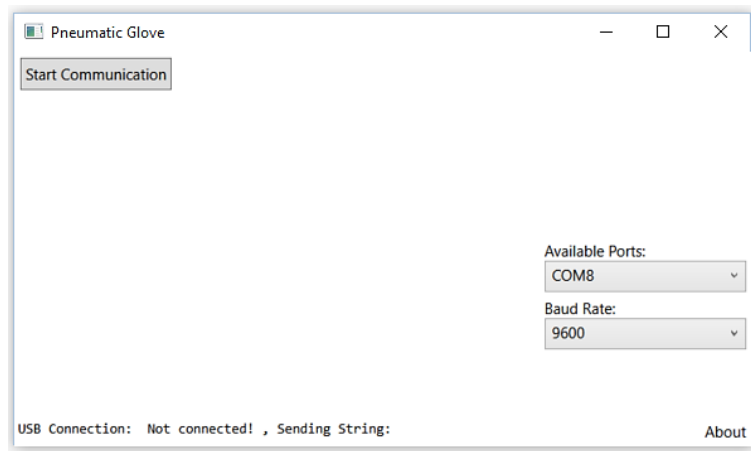 Pneumatic Glove
Start Communication
Available Ports:
COM8
Baud Rate:
9600
USB Connection:  Not connected! , Sending String:
About